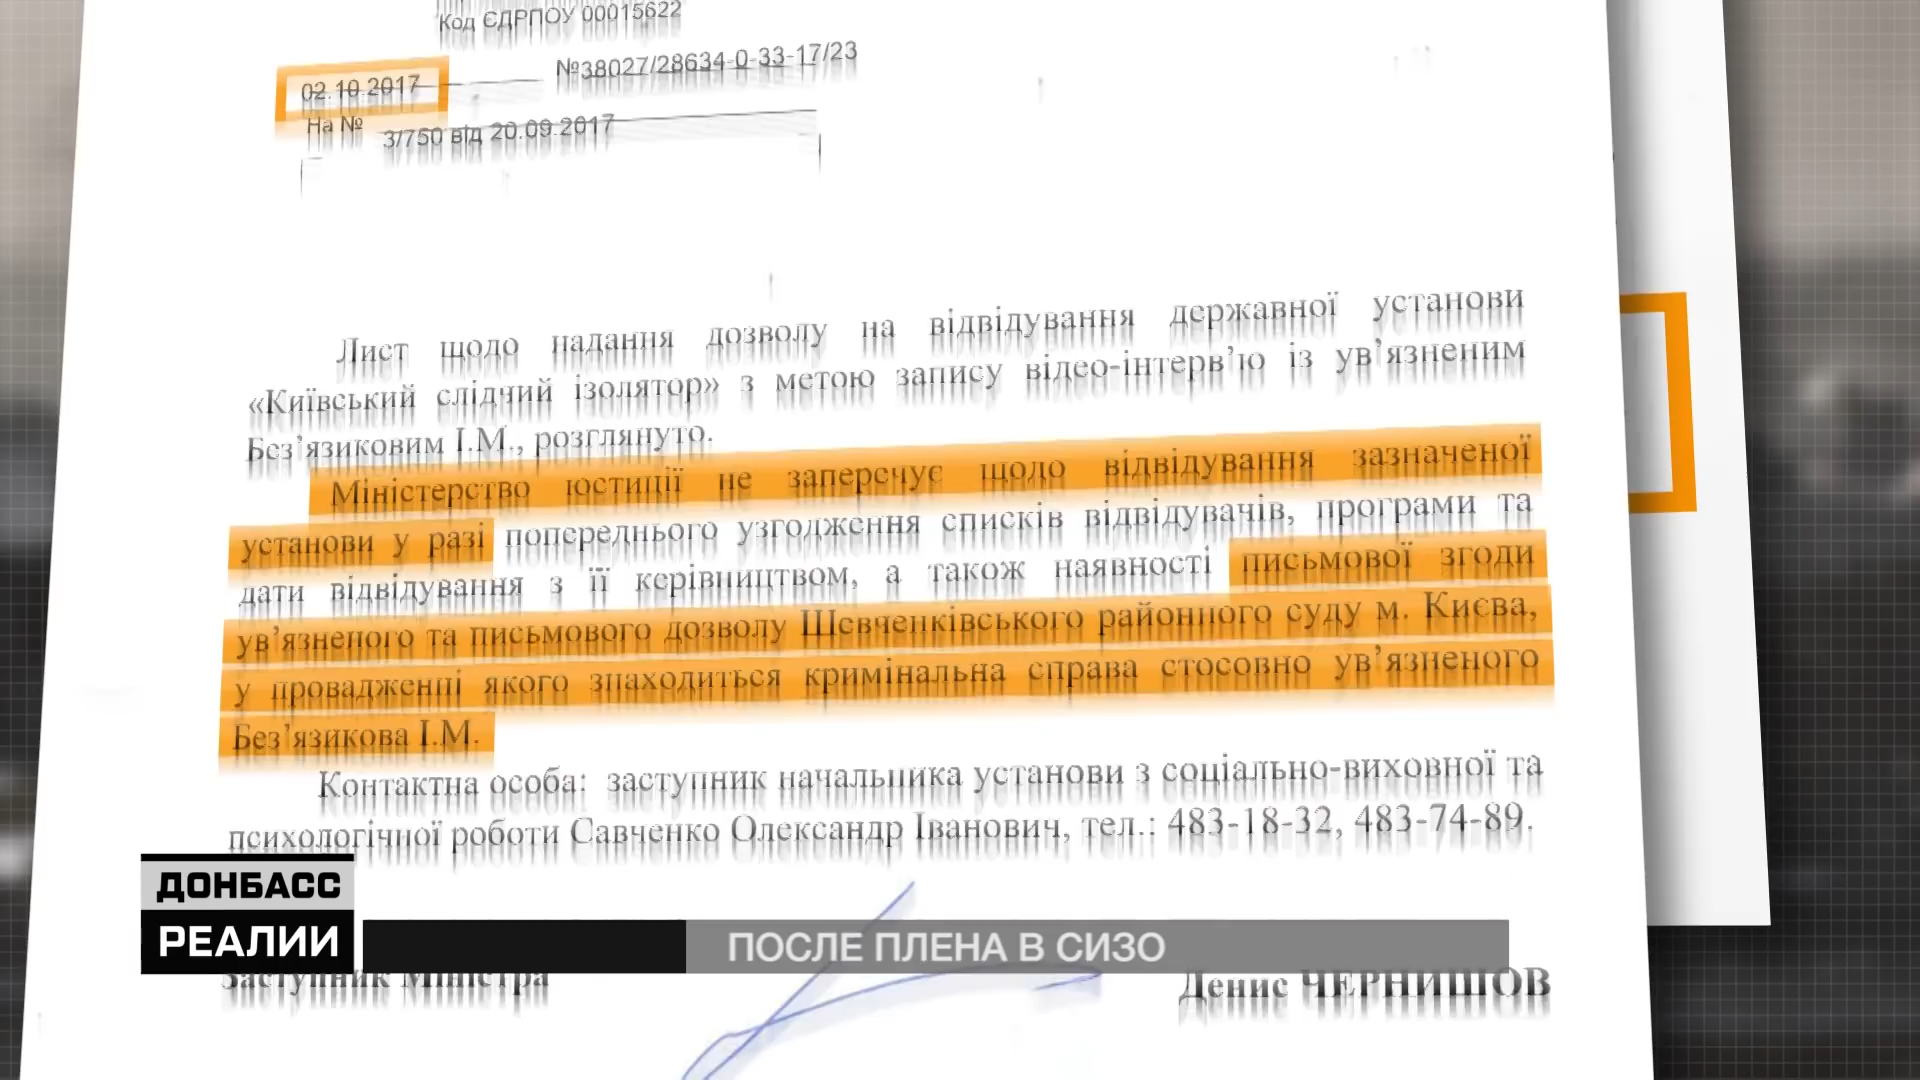 Код ЄДРПОУ 00015622
02.10.2017 №38027/28634-0-33-17/23
На № 3/750 від 20.09.2017
Лист щодо надання дозволу на відвідування державної установи
«Київський слідчий ізолятор» з метою запису відео-інтерв’ю із ув’язненим
Без’язиковим І.М., розглянуто.
Міністерство юстиції не заперечує щодо відвідування зазначеної
установи у разі попереднього узгодження списків відвідувачів, програми та
дати відвідування з її керівництвом, а також наявності письмової згоди
ув’язненого та письмового дозволу Шевченківського районного суду м. Києва,
у провадженні якого знаходиться кримінальна справа стосовно ув’язненого
Без’язикова І.М.
Контактна особа: заступник начальника установи з соціально-виховної та
психологічної роботи Савченко Олександр Іванович, тел.: 483-18-32, 483-74-89.
ДОНБАСС
РЕАЛИИ
ПОСЛЕ ПЛЕНА В СИЗО
Заступник Міністра Денис ЧЕРНИШОВ